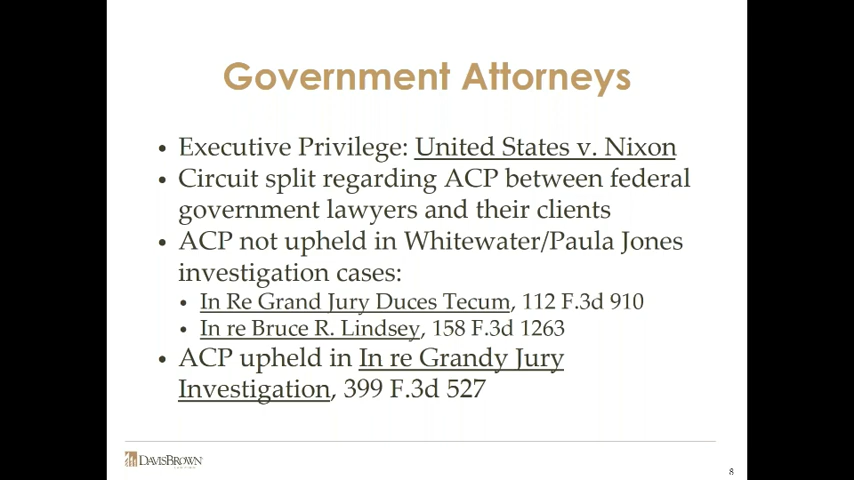 Government Attorneys
• Executive Privilege: United States v. Nixon
• Circuit split regarding ACP between federal
government lawyers and their clients
• ACP not upheld in Whitewater/Paula Jones
investigation cases:
• In Re Grand Jury Duces Tecum, 112 F.3d 910
• In re Bruce R. Lindsey, 158 F.3d 1263
• ACP upheld in In re Grandy Jury
Investigation, 399 F.3d 527
DAVISBROWN
8